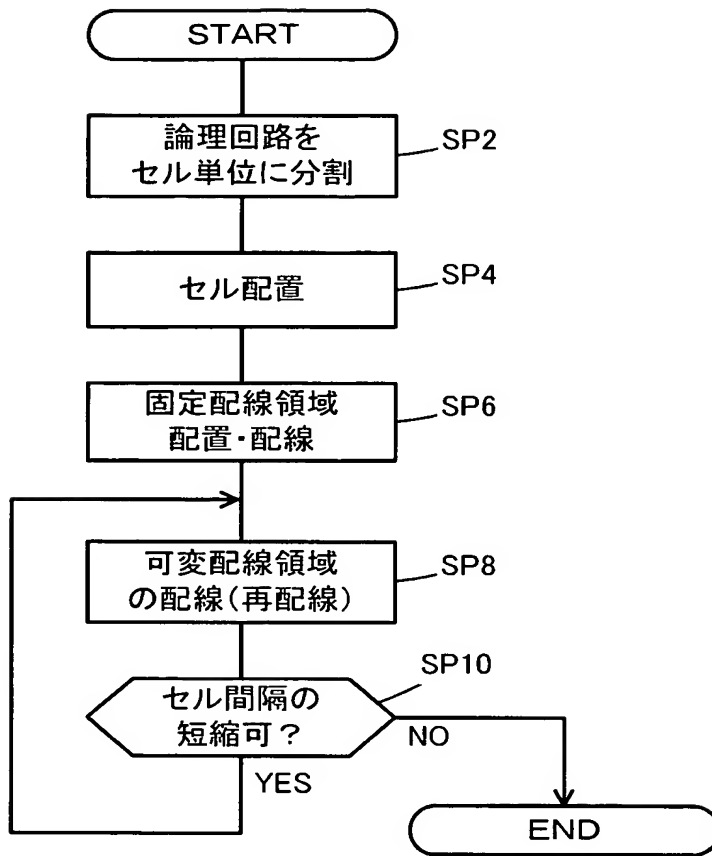 START
論理回路を
セル単位に分割
SP2
セル配置
SP4
固定配線領域
配置・配線
SP6
可変配線領域
の配線(再配線)
SP8
セル間隔の
短縮可?
SP10
NO
YES
END